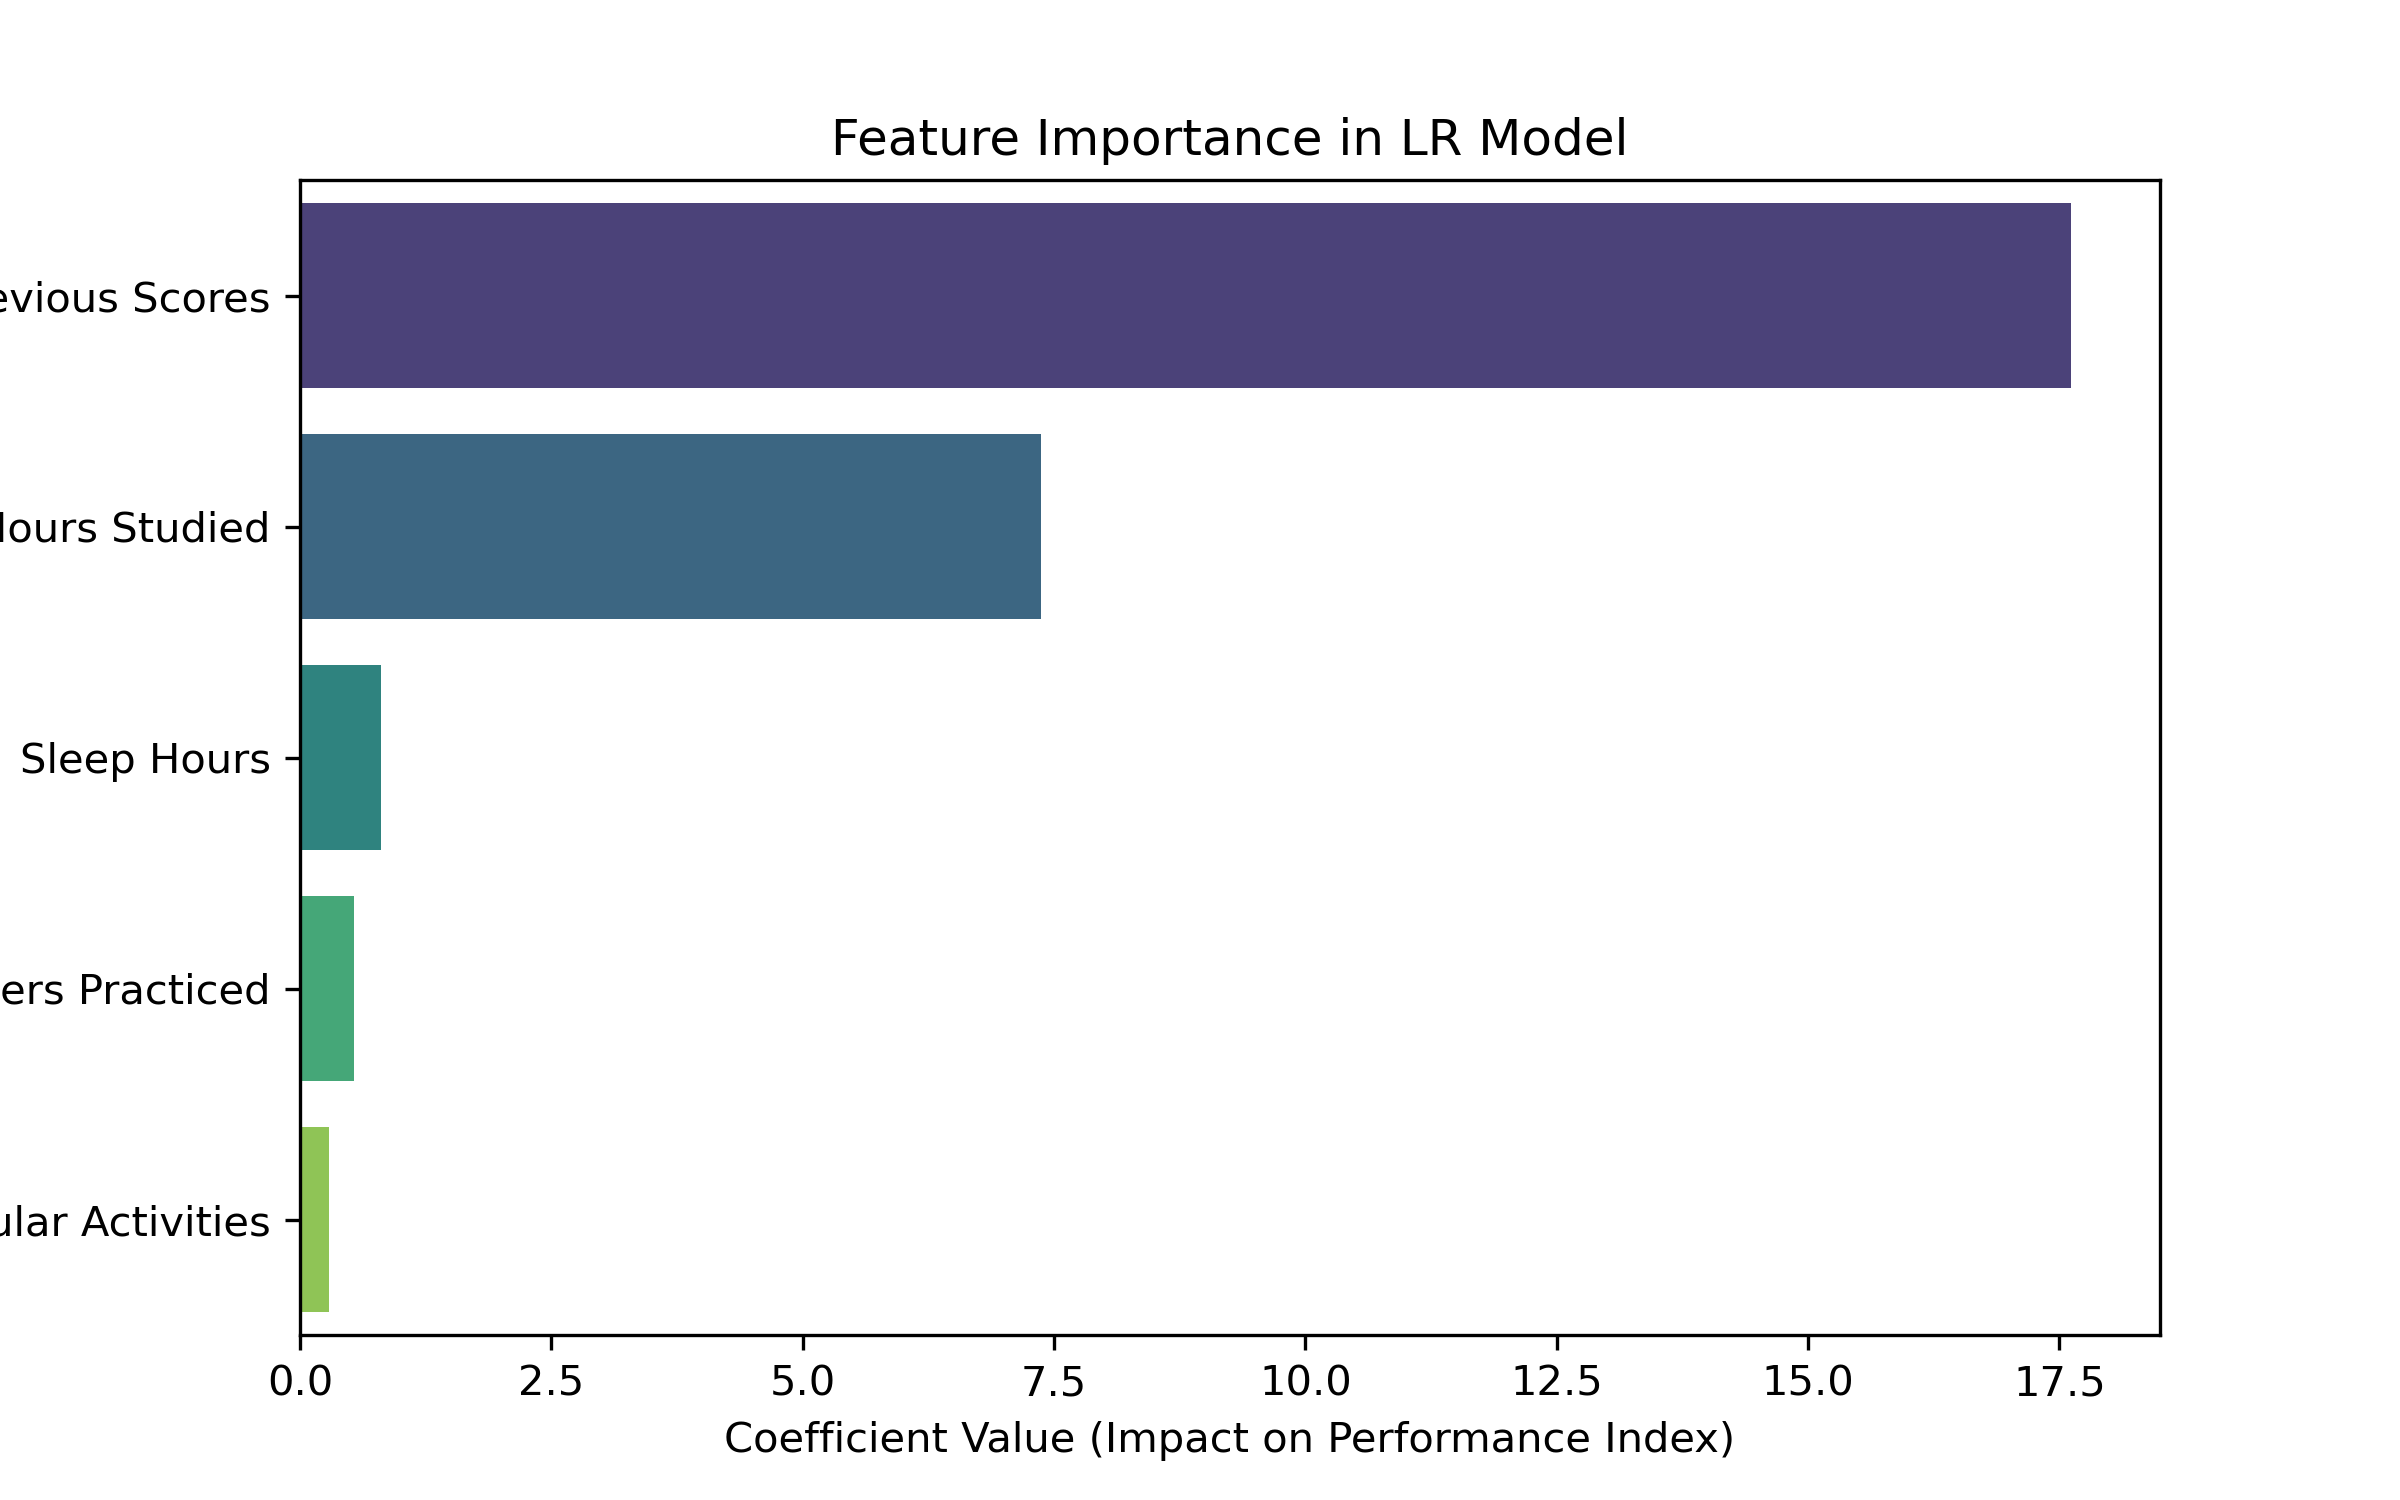 Feature Importance in LR Model
evious Scores
ours Studied
Sleep Hours
ers Practiced
ular Activities
0.0 2.5 5.0 7.5 10.0 12.5 15.0 17.5
Coefficient Value (Impact on Performance Index)